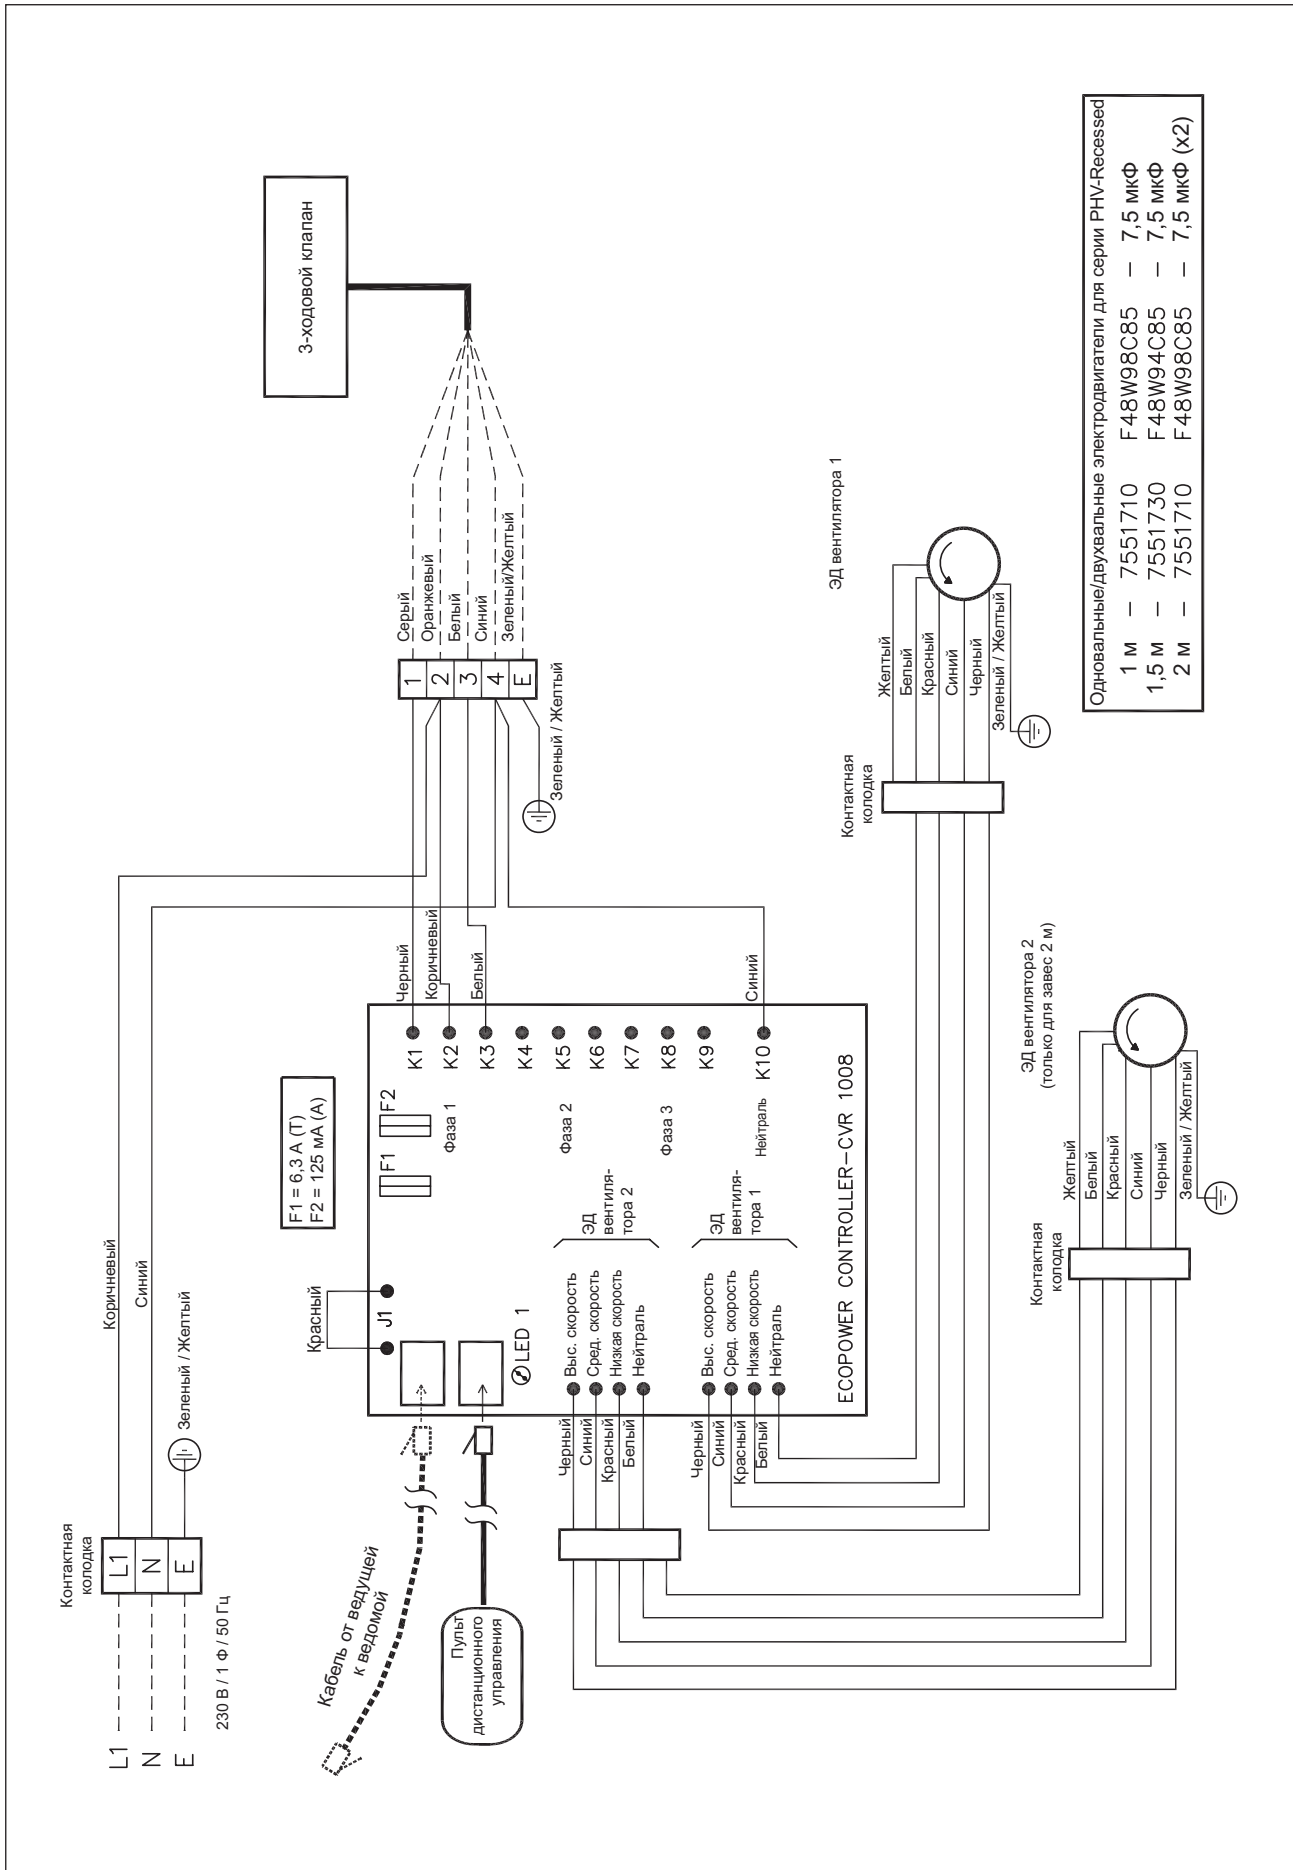 Контактная
колодка
L1
N
E
L1
N
E
230 В / 1 Ф / 50 Гц
Коричневый
Синий
Зеленый / Желтый
Кабель от ведущей
к ведомой
Пульт
дистанционного
управления
F1 = 6,3 А (Т)
F2 = 125 мА (А)
Красный
J1
F1
F2
LED 1
Фаза 1
Фаза 2
Фаза 3
Нейтраль
K1
K2
K3
K4
K5
K6
K7
K8
K9
K10
Черный
Коричневый
Белый
Синий
ЭД
вентиля-
тора 2
Выс. скорость
Сред. скорость
Низкая скорость
Нейтраль
Черный
Синий
Красный
Белый
ЭД
вентиля-
тора 1
Выс. скорость
Сред. скорость
Низкая скорость
Нейтраль
Черный
Синий
Красный
Белый
ECOPOWER CONTROLLER-CVR 1008
1
2
3
4
E
Серый
Оранжевый
Белый
Синий
Зеленый/Желтый
Зеленый / Желтый
3-ходовой клапан
Контактная
колодка
Желтый
Белый
Красный
Синий
Черный
Зеленый / Желтый
ЭД вентилятора 1
Контактная
колодка
Желтый
Белый
Красный
Синий
Черный
Зеленый / Желтый
ЭД вентилятора 2
(только для завес 2 м)
Одновальные/двухвальные электродвигатели для серии PHV-Recessed
1 м – 7551710 F48W98C85 – 7,5 мкФ
1,5 м – 7551730 F48W94C85 – 7,5 мкФ
2 м – 7551710 F48W98C85 – 7,5 мкФ (x2)